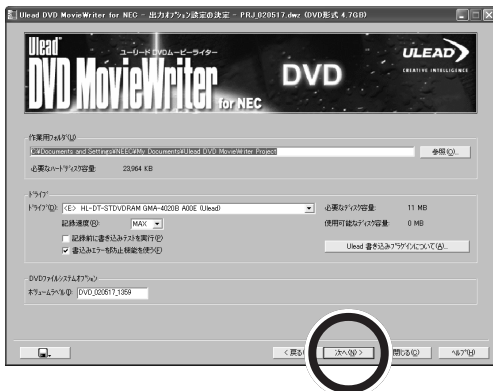 Ulead DVD MovieWriter for NEC - 出力オプション設定の決定 - PRJ_020517.dwz (DVD形式 4.7GB)
Ulead
ユーリード DVDムービーライター
DVD MovieWriter for NEC
DVD
ULEAD
CREATIVE INTELLIGENCE
作業用フォルダ(U)
C:¥Documents and Settings¥NEC¥My Documents¥Ulead DVD MovieWriter Project
参照(O)...
必要なハードディスク容量: 23,964 KB
ドライブ
ドライブ(D): <E> HL-DT-STDVDRAM GMA-4020B A00E (Ulead)
必要なディスク容量: 11 MB
記録速度(R): MAX
使用可能なディスク容量: 0 MB
記録前に書き込みテストを実行(P)
Ulead 書き込みプラグインについて(A)...
書込みエラーを防止機能を使う(E)
DVDファイルシステムオプション
ボリュームラベル(I): DVD_020517_1359
< 戻る
次へ(N) >
閉じる(C)
ヘルプ(H)